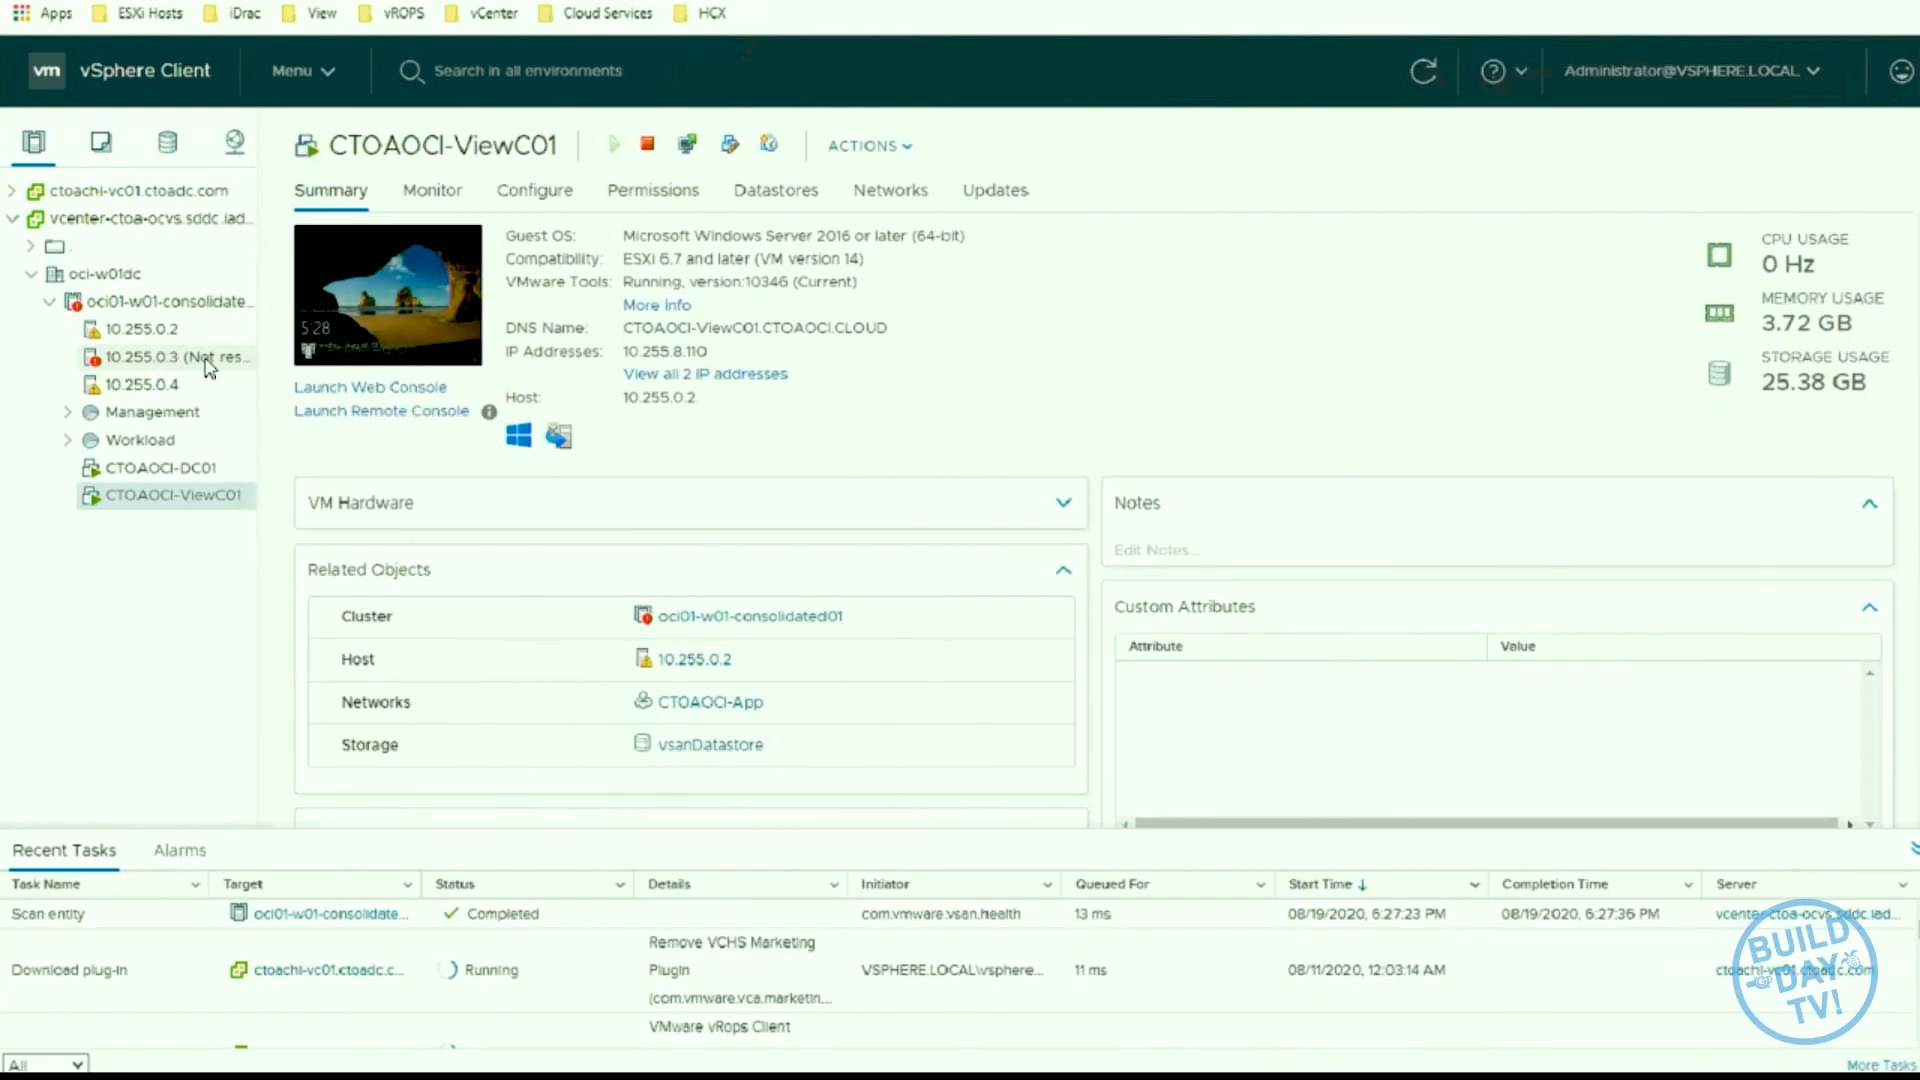 Apps ESXi Hosts iDrac View vROPS vCenter Cloud Services HCX
vm vSphere Client Menu Search in all environments Administrator@VSPHERE.LOCAL
CTOAOCI-ViewC01 ACTIONS
Summary Monitor Configure Permissions Datastores Networks Updates
ctoachi-vc01.ctoadc.com
vcenter-ctoa-ocvs.sddc.iad...
.
oci-w01dc
oci01-w01-consolidate...
10.255.0.2
10.255.0.3 (Not res...
10.255.0.4
Management
Workload
CTOAOCI-DC01
CTOAOCI-ViewC01
5:28
Launch Web Console
Launch Remote Console
Guest OS: Microsoft Windows Server 2016 or later (64-bit)
Compatibility: ESXi 6.7 and later (VM version 14)
VMware Tools: Running, version:10346 (Current)
More info
DNS Name: CTOAOCI-ViewC01.CTOAOCI.CLOUD
IP Addresses: 10.255.8.110
View all 2 IP addresses
Host: 10.255.0.2
CPU USAGE
0 Hz
MEMORY USAGE
3.72 GB
STORAGE USAGE
25.38 GB
VM Hardware
Related Objects
Cluster oci01-w01-consolidated01
Host 10.255.0.2
Networks CTOAOCI-App
Storage vsanDatastore
Notes
Edit Notes...
Custom Attributes
Attribute Value
Recent Tasks Alarms
Task Name Target Status Details Initiator Queued For Start Time Completion Time Server
Scan entity oci01-w01-consolidate... Completed com.vmware.vsan.health 13 ms 08/19/2020, 6:27:23 PM 08/19/2020, 6:27:36 PM vcenter-ctoa-ocvs.sddc.iad...
Remove VCHS Marketing
Download plug-in ctoachi-vc01.ctoadc.c... Running Plugin VSPHERE.LOCAL\vsphere... 11 ms 08/11/2020, 12:03:14 AM ctoachi-vc01.ctoadc.com
(com.vmware.vca.marketin...
VMware vRops Client
All More Tasks
BUILD
DAY
TV!